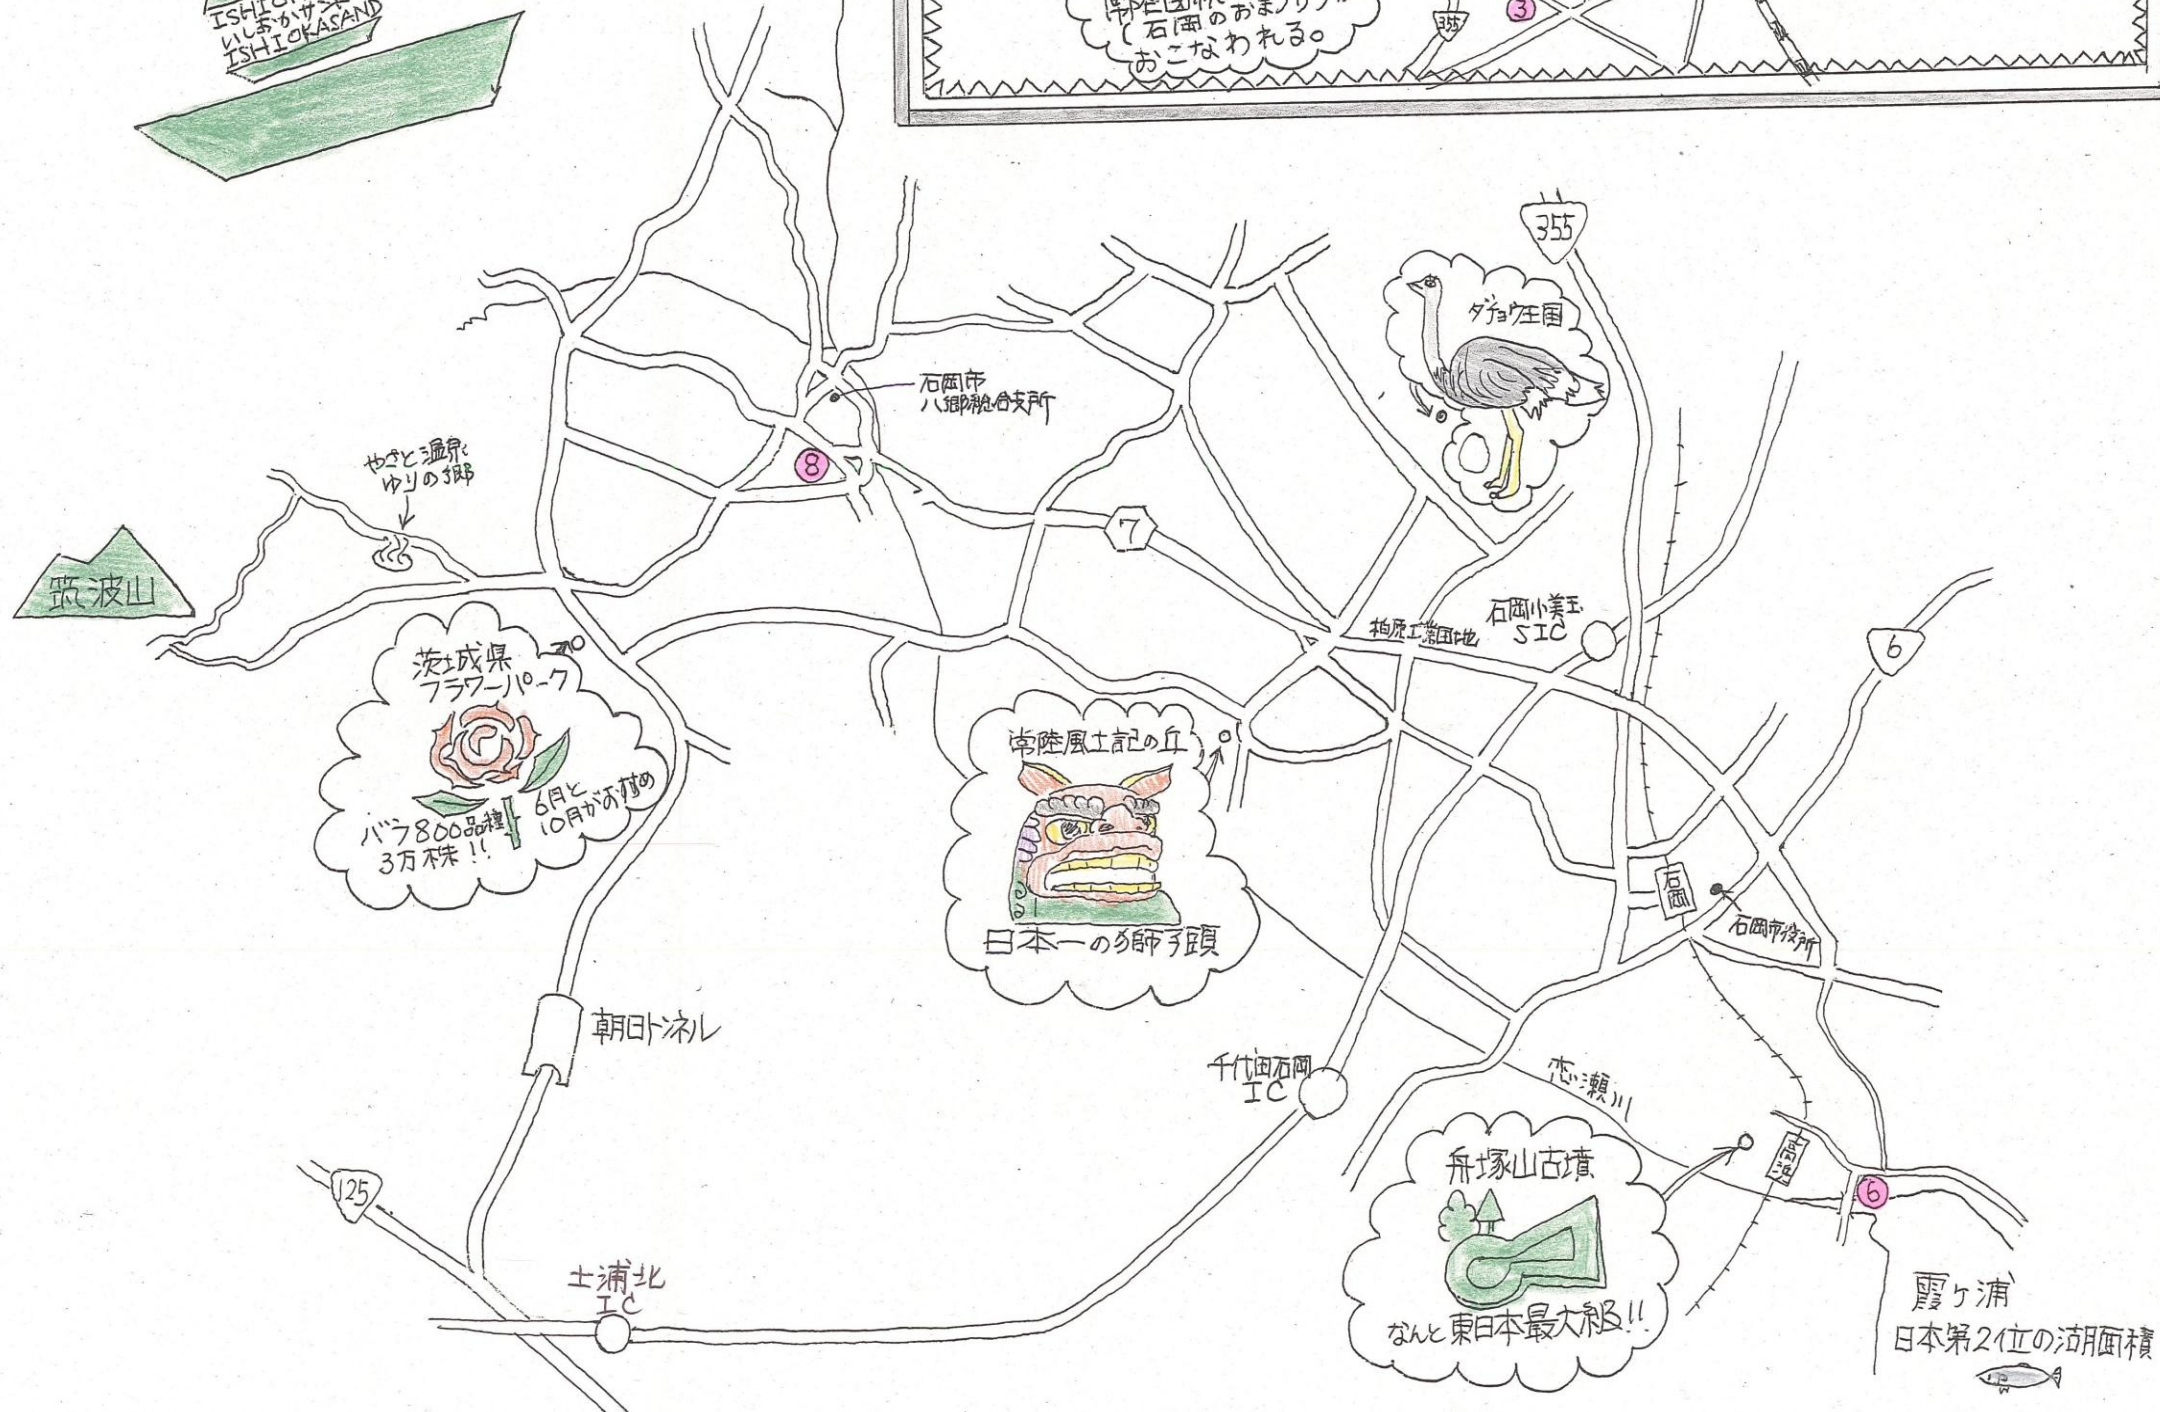 いしおかサンド
ISHIOKASAND
石岡のおまつりが
おこなわれる。
355
3
355
ダチョウ王国
石岡市
八郷総合支所
8
やさと温泉
ゆりの郷
7
筑波山
石岡小美玉
SIC
柏原工業団地
6
茨城県
フラワーパーク
6月と
10月がおすすめ
バラ800品種
3万株!!
常陸風土記の丘
日本一の獅子頭
石岡
石岡市役所
朝日トンネル
千代田石岡
IC
恋瀬川
舟塚山古墳
なんと東日本最大級!!
高浜
6
125
土浦北
IC
霞ヶ浦
日本第2位の湖面積